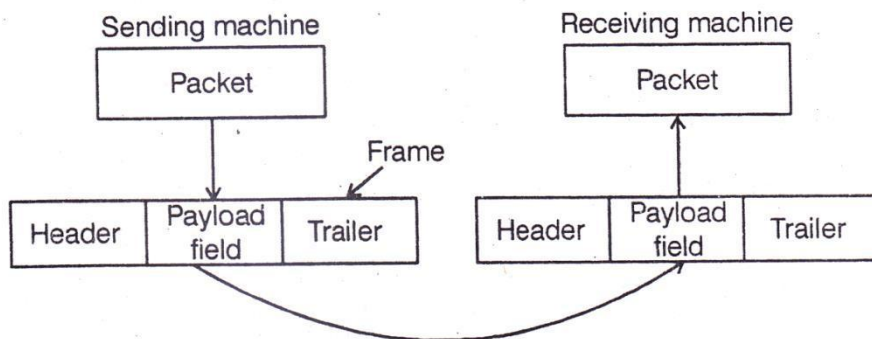 Sending machine
Receiving machine
Packet
Packet
Frame
Header
Payload
field
Trailer
Header
Payload
field
Trailer